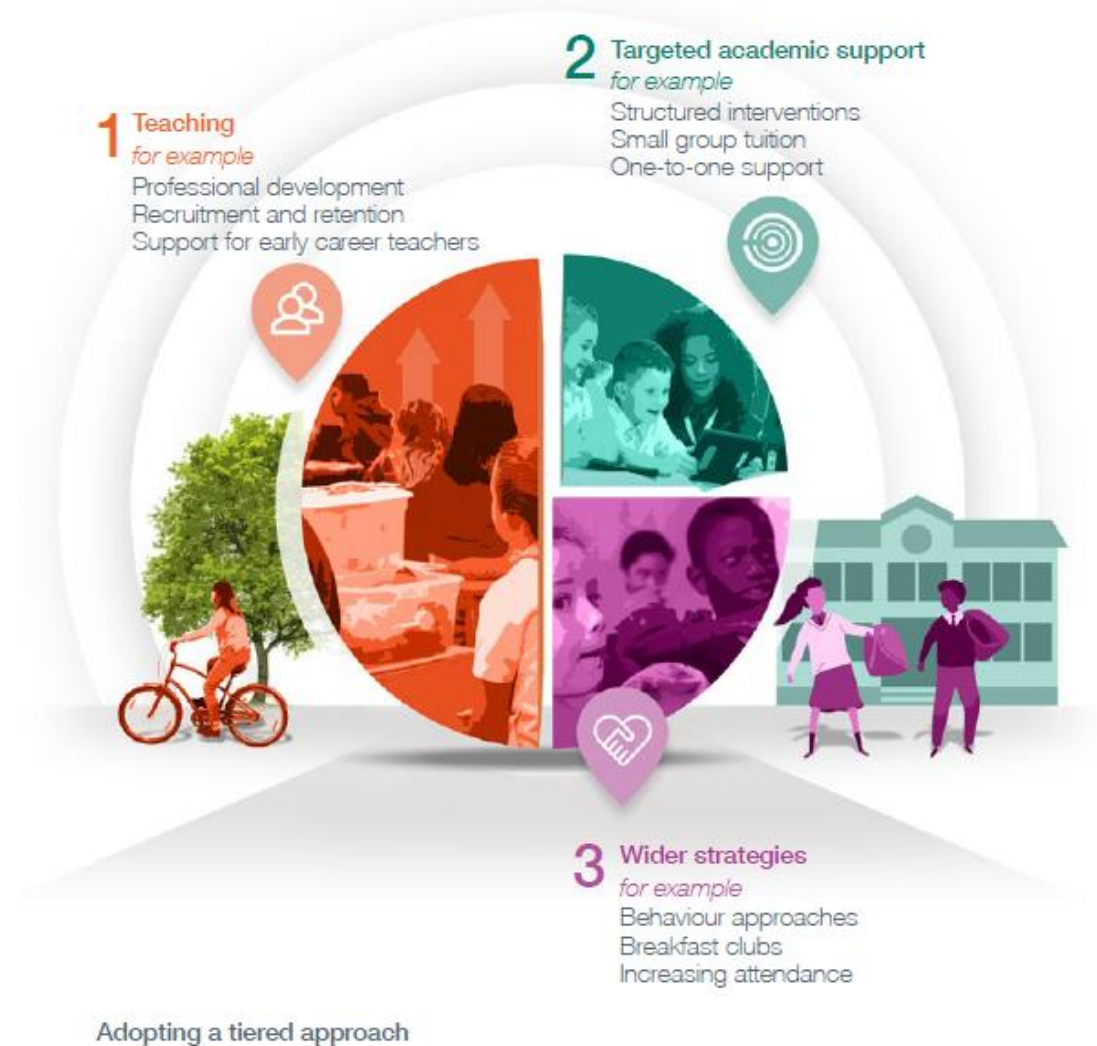 1 Teaching
for example
Professional development
Recruitment and retention
Support for early career teachers
2 Targeted academic support
for example
Structured interventions
Small group tuition
One-to-one support
3 Wider strategies
for example
Behaviour approaches
Breakfast clubs
Increasing attendance
Adopting a tiered approach